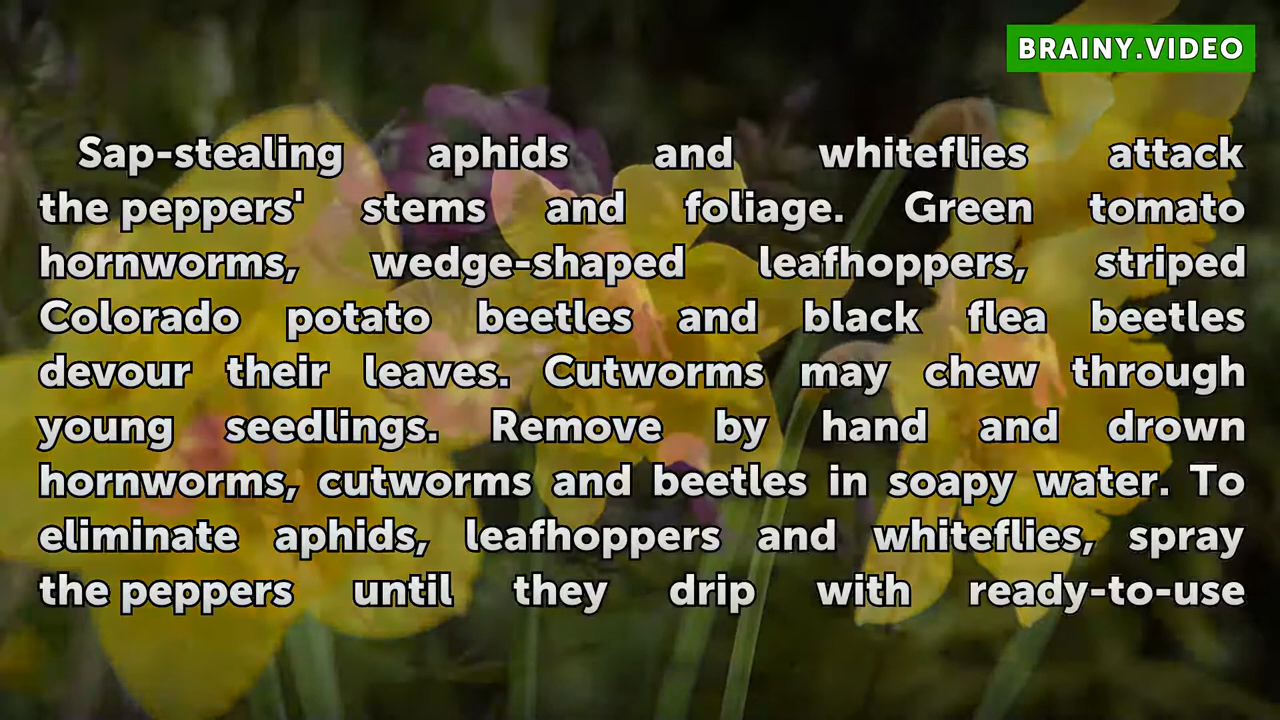 BRAINY.VIDEO
Sap-stealing aphids and whiteflies attack
the peppers' stems and foliage. Green tomato
hornworms, wedge-shaped leafhoppers, striped
Colorado potato beetles and black flea beetles
devour their leaves. Cutworms may chew through
young seedlings. Remove by hand and drown
hornworms, cutworms and beetles in soapy water. To
eliminate aphids, leafhoppers and whiteflies, spray
the peppers until they drip with ready-to-use